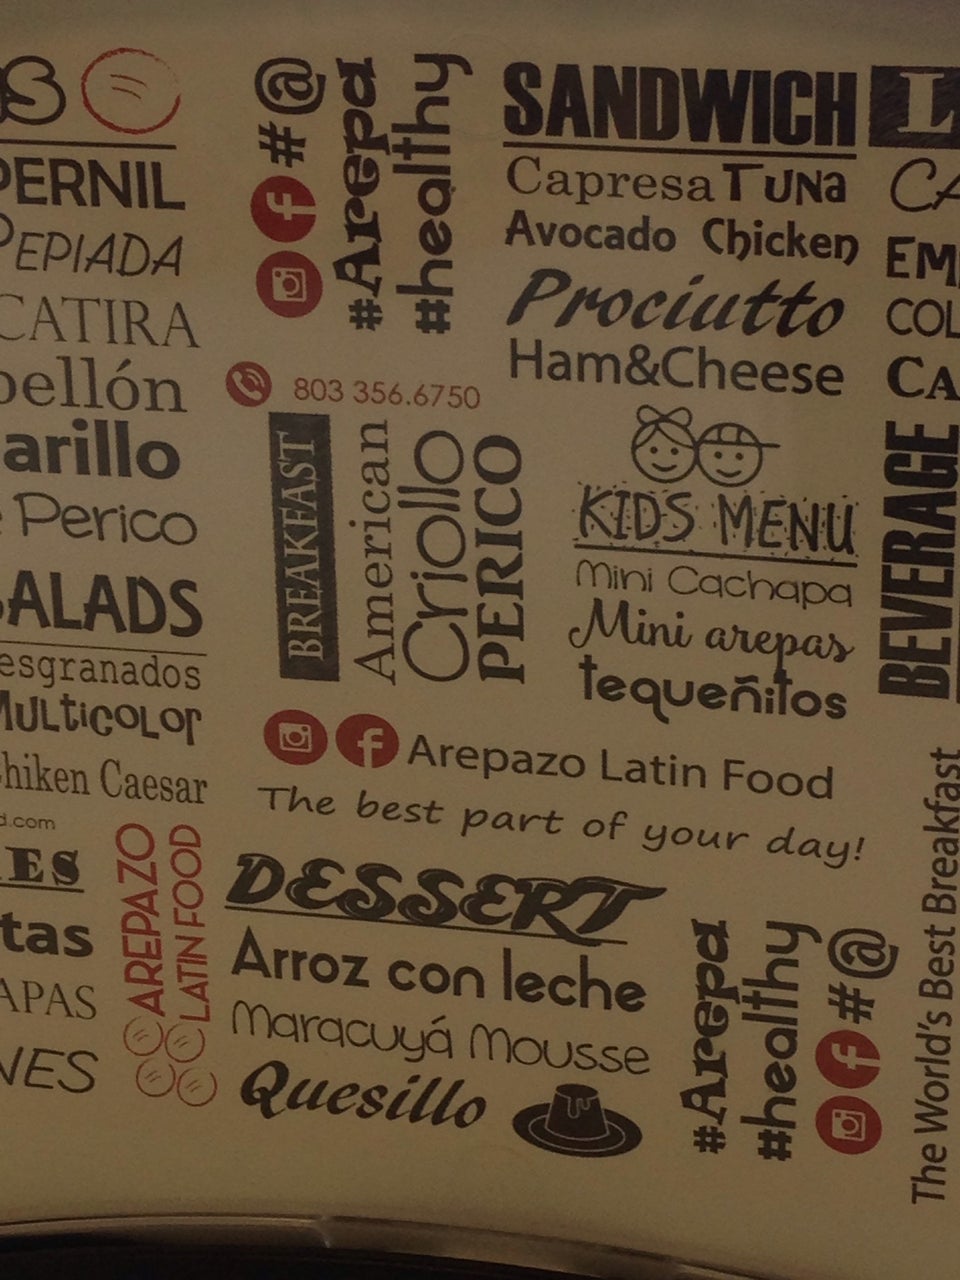 PERNIL
PEPIADA
CATIRA
Perico
esgranados
Multicolor
hiken Caesar
d.com
ES
tas
APAS
NES
AREPAZO
LATIN FOOD
#@
#Arepa
#healthy
803 356.6750
BREAKFAST
American
Criollo
PERICO
SANDWICH
Capresa Tuna
Avocado Chicken
Prociutto
Ham&Cheese
KIDS MENU
Mini Cachapa
Mini arepas
tequeñitos
Arepazo Latin Food
The best part of your day!
DESSERT
Arroz con leche
Maracuyá Mousse
Quesillo
#Arepa
#healthy
#@
L
CA
EM
COL
CA
BEVERAGE
The World's Best Breakfast
S
ellón
arillo
ALADS